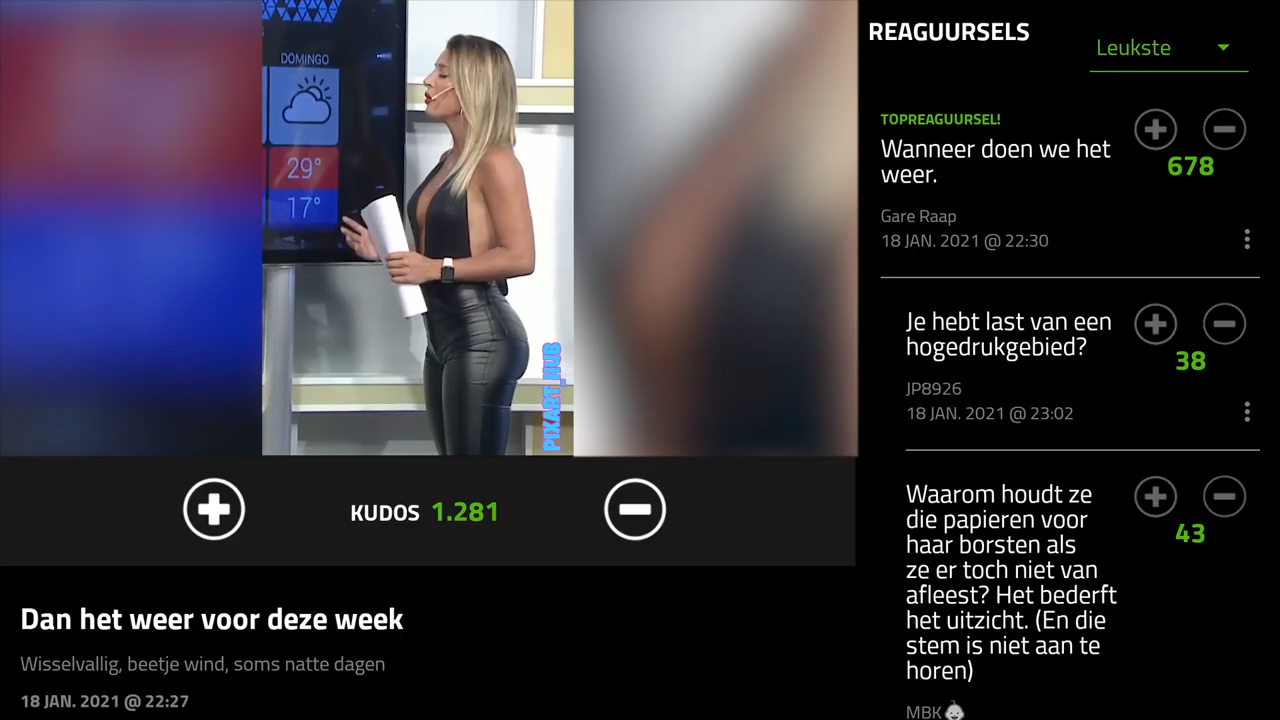 DOMINGO
29°
17°
PIXART_HUB
KUDOS 1.281
Dan het weer voor deze week
Wisselvallig, beetje wind, soms natte dagen
18 JAN. 2021 @ 22:27
REAGUURSELS
Leukste
TOPREAGUURSEL!
Wanneer doen we het
weer.
678
Gare Raap
18 JAN. 2021 @ 22:30
Je hebt last van een
hogedrukgebied?
38
JP8926
18 JAN. 2021 @ 23:02
Waarom houdt ze
die papieren voor
haar borsten als
ze er toch niet van
afleest? Het bederft
het uitzicht. (En die
stem is niet aan te
horen)
43
MBK